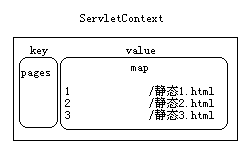 ServletContext
key value
pages map
1 /静态1.html
2 /静态2.html
3 /静态3.html